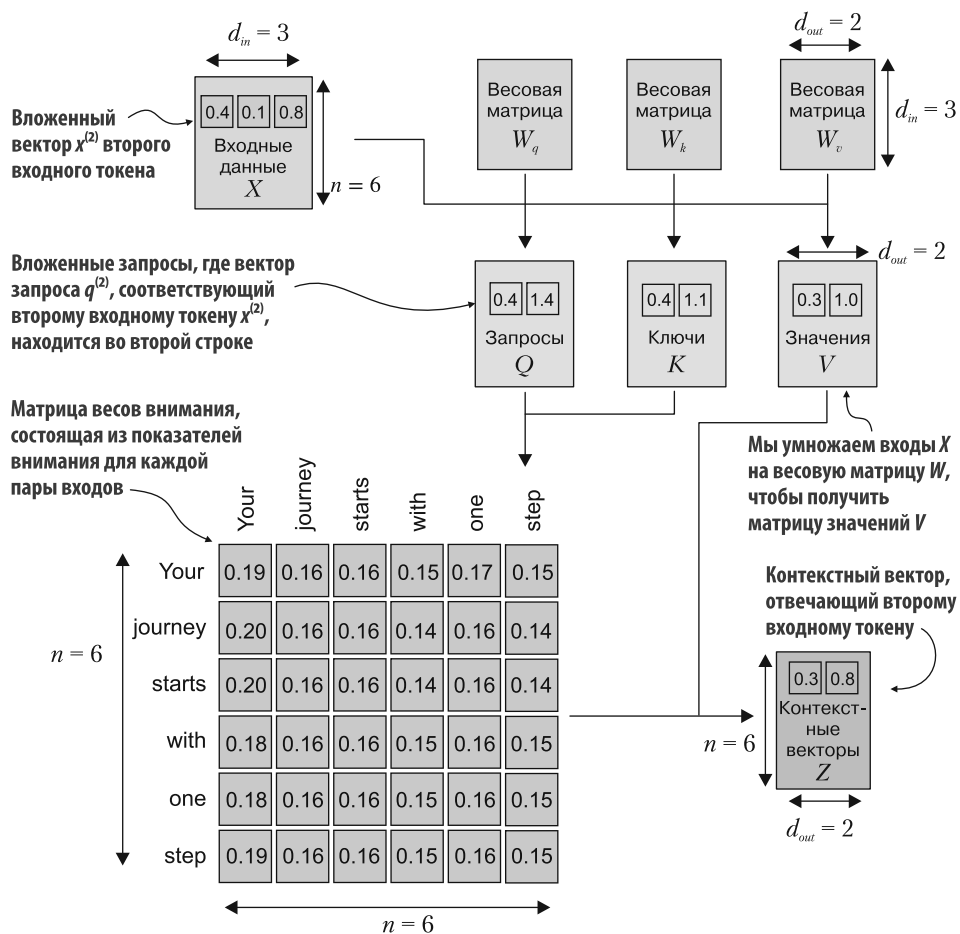 d_in = 3
d_out = 2
0.4 0.1 0.8
Входные
данные
X
n = 6
Весовая
матрица
W_q
Весовая
матрица
W_k
Весовая
матрица
W_v
d_in = 3
Вложенный
вектор x⁽²⁾ второго
входного токена
Вложенные запросы, где вектор
запроса q⁽²⁾, соответствующий
второму входному токену x⁽²⁾,
находится во второй строке
0.4 1.4
Запросы
Q
0.4 1.1
Ключи
K
d_out = 2
0.3 1.0
Значения
V
Матрица весов внимания,
состоящая из показателей
внимания для каждой
пары входов
Мы умножаем входы X
на весовую матрицу W,
чтобы получить
матрицу значений V
Your journey starts with one step
Your 0.19 0.16 0.16 0.15 0.17 0.15
journey 0.20 0.16 0.16 0.14 0.16 0.14
starts 0.20 0.16 0.16 0.14 0.16 0.14
with 0.18 0.16 0.16 0.15 0.16 0.15
one 0.18 0.16 0.16 0.15 0.16 0.15
step 0.19 0.16 0.16 0.15 0.16 0.15
n = 6
n = 6
Контекстный вектор,
отвечающий второму
входному токену
0.3 0.8
Контекст-
ные
векторы
Z
n = 6
d_out = 2